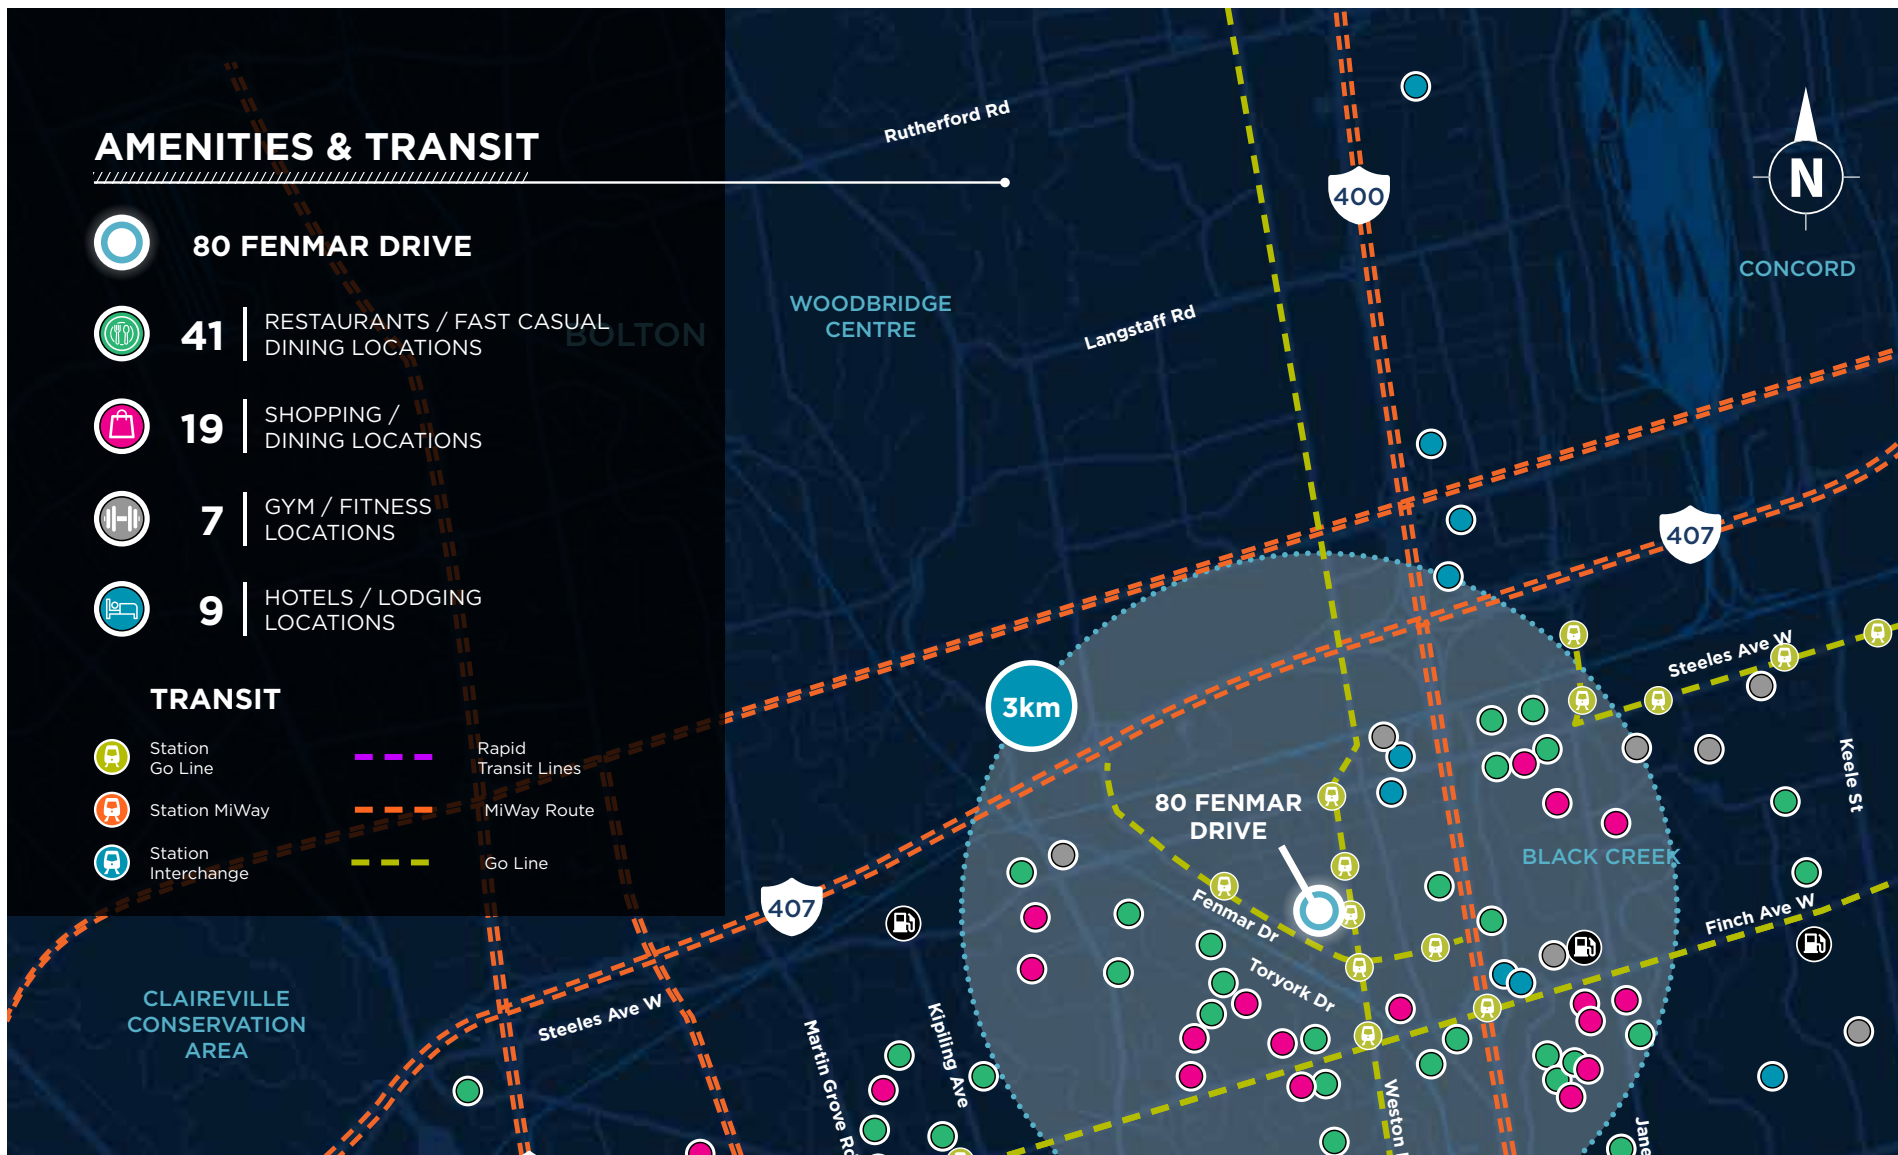 AMENITIES & TRANSIT
80 FENMAR DRIVE
41
RESTAURANTS / FAST CASUAL
DINING LOCATIONS
BOLTON
19
SHOPPING /
DINING LOCATIONS
7
GYM / FITNESS
LOCATIONS
9
HOTELS / LODGING
LOCATIONS
TRANSIT
Station
Go Line
Rapid
Transit Lines
Station MiWay
MiWay Route
Station
Interchange
Go Line
Rutherford Rd
400
N
CONCORD
WOODBRIDGE
CENTRE
Langstaff Rd
407
Steeles Ave W
3km
Keele St
80 FENMAR
DRIVE
BLACK CREEK
407
Fenmar Dr
Finch Ave W
Toryork Dr
CLAIREVILLE
CONSERVATION
AREA
Steeles Ave W
Martin Grove Rd
Kipiling Ave
Weston
Jane